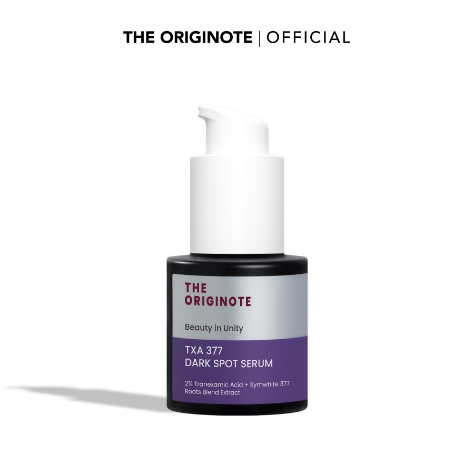 THE ORIGINOTE | OFFICIAL
THE
ORIGINOTE
Beauty in Unity
TXA 377
DARK SPOT SERUM
2% Tranexamic Acid + Symwhite 377
Roots Blend Extract